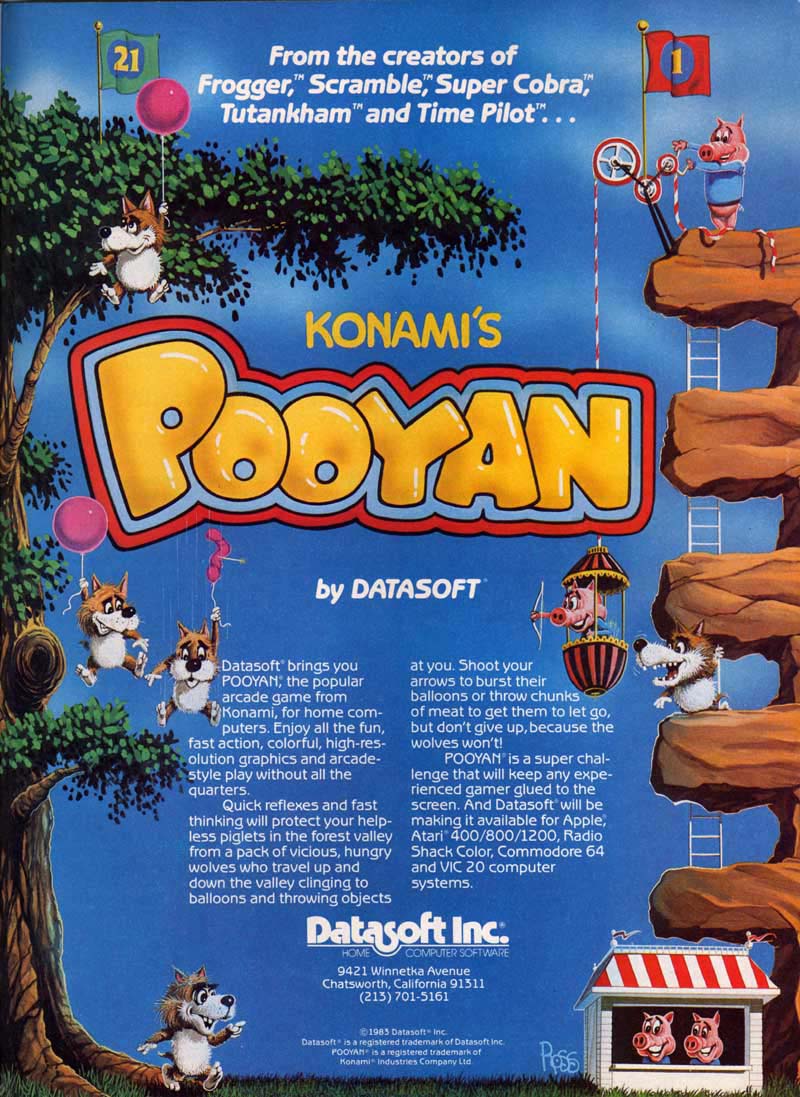 21
1
From the creators of
Frogger,™ Scramble,™ Super Cobra,™
Tutankham™ and Time Pilot™. . .
KONAMI'S
POOYAN
by DATASOFT®
Datasoft® brings you
POOYAN,® the popular
arcade game from
Konami, for home com-
puters. Enjoy all the fun,
fast action, colorful, high-res-
olution graphics and arcade-
style play without all the
quarters.
Quick reflexes and fast
thinking will protect your help-
less piglets in the forest valley
from a pack of vicious, hungry
wolves who travel up and
down the valley clinging to
balloons and throwing objects
at you. Shoot your
arrows to burst their
balloons or throw chunks
of meat to get them to let go,
but don't give up, because the
wolves won't!
POOYAN® is a super chal-
lenge that will keep any expe-
rienced gamer glued to the
screen. And Datasoft® will be
making it available for Apple,®
Atari® 400/800/1200, Radio
Shack Color, Commodore 64
and VIC 20 computer
systems.
Datasoft Inc.®
HOME COMPUTER SOFTWARE
9421 Winnetka Avenue
Chatsworth, California 91311
(213) 701-5161
©1983 Datasoft® Inc.
Datasoft® is a registered trademark of Datasoft Inc.
POOYAN® is a registered trademark of
Konami® Industries Company Ltd.
ROSS